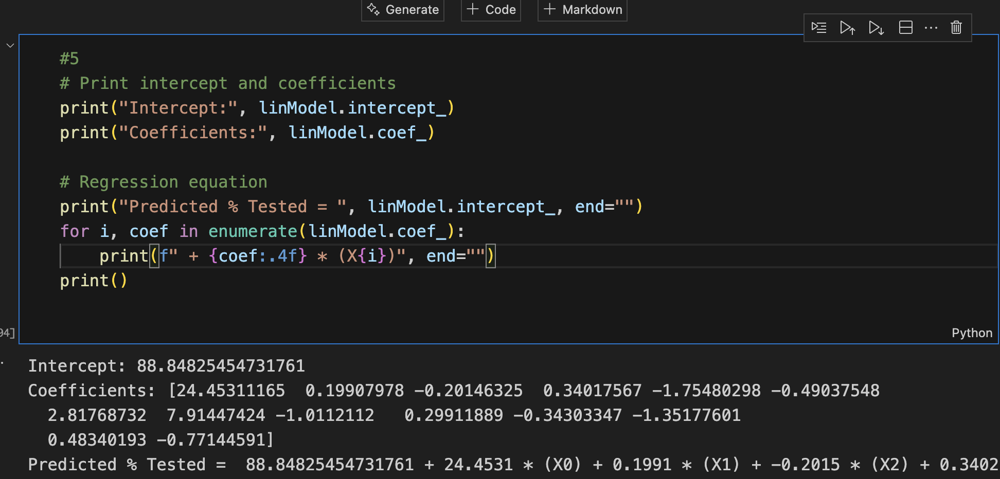 Generate
Code
Markdown
#5
# Print intercept and coefficients
print("Intercept:", linModel.intercept_)
print("Coefficients:", linModel.coef_)
# Regression equation
print("Predicted % Tested = ", linModel.intercept_, end="")
for i, coef in enumerate(linModel.coef_):
    print(f" + {coef:.4f} * (X{i})", end="")
print()
94]
Python
Intercept: 88.84825454731761
Coefficients: [24.45311165  0.19907978 -0.20146325  0.34017567 -1.75480298 -0.49037548
  2.81768732  7.91447424 -1.0112112   0.29911889 -0.34303347 -1.35177601
  0.48340193 -0.77144591]
Predicted % Tested =  88.84825454731761 + 24.4531 * (X0) + 0.1991 * (X1) + -0.2015 * (X2) + 0.3402